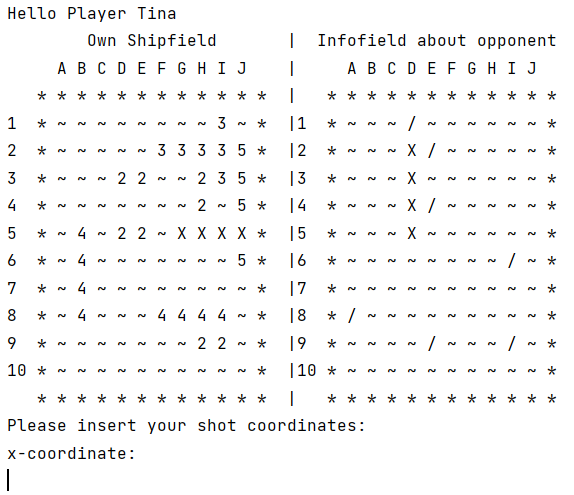 Hello Player Tina
        Own Shipfield       |  Infofield about opponent
     A B C D E F G H I J    |     A B C D E F G H I J
   * * * * * * * * * * * *  |   * * * * * * * * * * * *
1  * ~ ~ ~ ~ ~ ~ ~ ~ 3 ~ *  |1  * ~ ~ ~ / ~ ~ ~ ~ ~ ~ *
2  * ~ ~ ~ ~ ~ 3 3 3 3 5 *  |2  * ~ ~ ~ X / ~ ~ ~ ~ ~ *
3  * ~ ~ ~ 2 2 ~ ~ 2 3 5 *  |3  * ~ ~ ~ X ~ ~ ~ ~ ~ ~ *
4  * ~ ~ ~ ~ ~ ~ ~ 2 ~ 5 *  |4  * ~ ~ ~ X / ~ ~ ~ ~ ~ *
5  * ~ 4 ~ 2 2 ~ X X X X *  |5  * ~ ~ ~ X ~ ~ ~ ~ ~ ~ *
6  * ~ 4 ~ ~ ~ ~ ~ ~ ~ 5 *  |6  * ~ ~ ~ ~ ~ ~ ~ ~ / ~ *
7  * ~ 4 ~ ~ ~ ~ ~ ~ ~ ~ *  |7  * ~ ~ ~ ~ ~ ~ ~ ~ ~ ~ *
8  * ~ 4 ~ ~ ~ 4 4 4 4 ~ *  |8  * / ~ ~ ~ ~ ~ ~ ~ ~ ~ *
9  * ~ ~ ~ ~ ~ ~ ~ 2 2 ~ *  |9  * ~ ~ ~ ~ / ~ ~ ~ / ~ *
10 * ~ ~ ~ ~ ~ ~ ~ ~ ~ ~ *  |10 * ~ ~ ~ ~ ~ ~ ~ ~ ~ ~ *
   * * * * * * * * * * * *  |   * * * * * * * * * * * *
Please insert your shot coordinates:
x-coordinate: